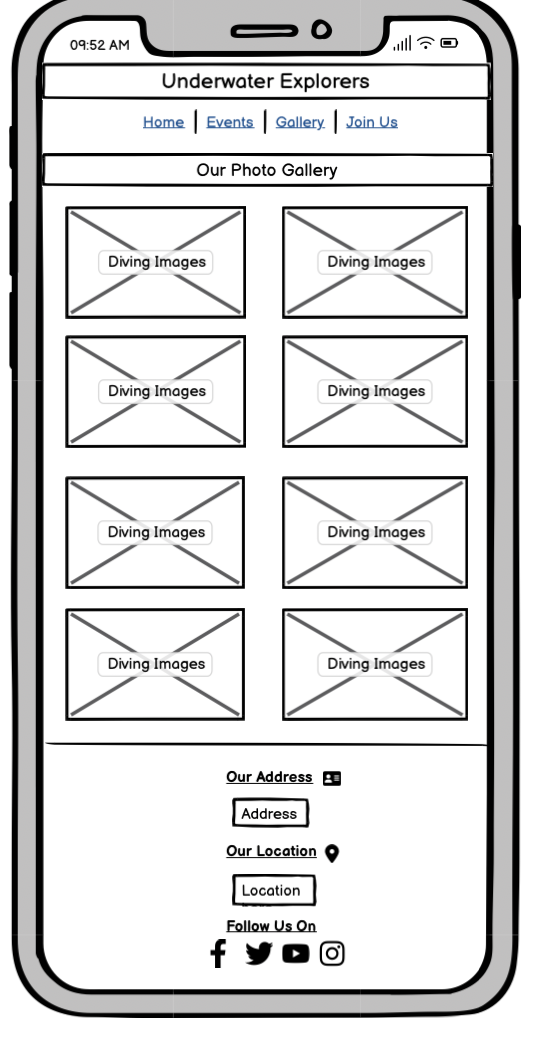 09:52 AM
Underwater Explorers
Home Events Gallery Join Us
Our Photo Gallery
Diving Images Diving Images
Diving Images Diving Images
Diving Images Diving Images
Diving Images Diving Images
Our Address
Address
Our Location
Location
Follow Us On